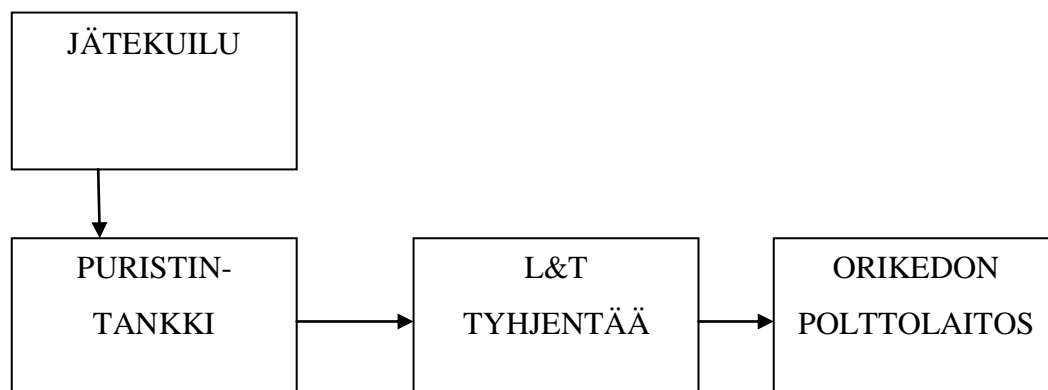 JÄTEKUILU
PURISTIN-
TANKKI
L&T
TYHJENTÄÄ
ORIKEDON
POLTTOLAITOS